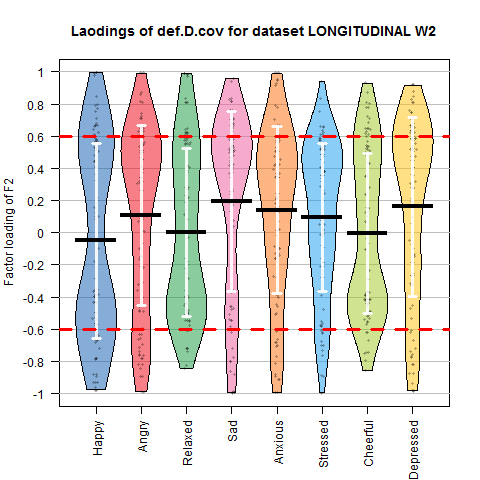 Laodings of def.D.cov for dataset LONGITUDINAL W2
Factor loading of F2
1
0.8
0.6
0.4
0.2
0
-0.2
-0.4
-0.6
-0.8
-1
Happy
Angry
Relaxed
Sad
Anxious
Stressed
Cheerful
Depressed